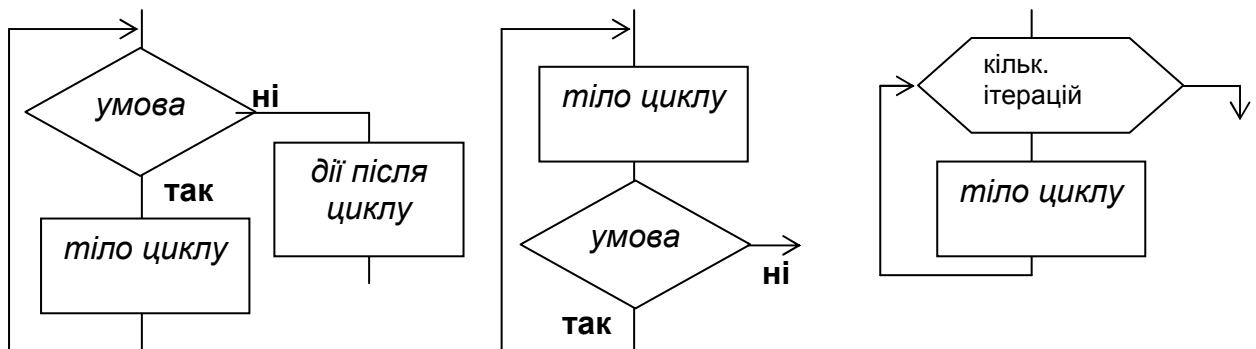 умова
ні
так
дії після
циклу
тіло циклу
тіло циклу
умова
ні
так
кільк.
ітерацій
тіло циклу